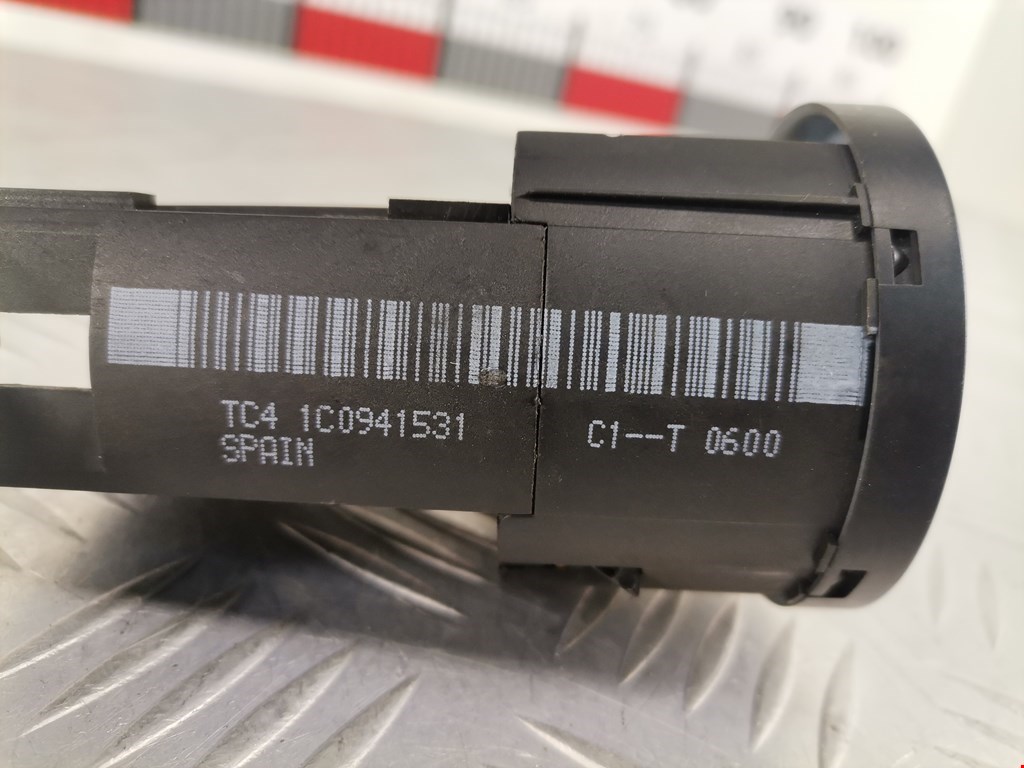 TC4 1C0941531
SPAIN
C1--T 0600